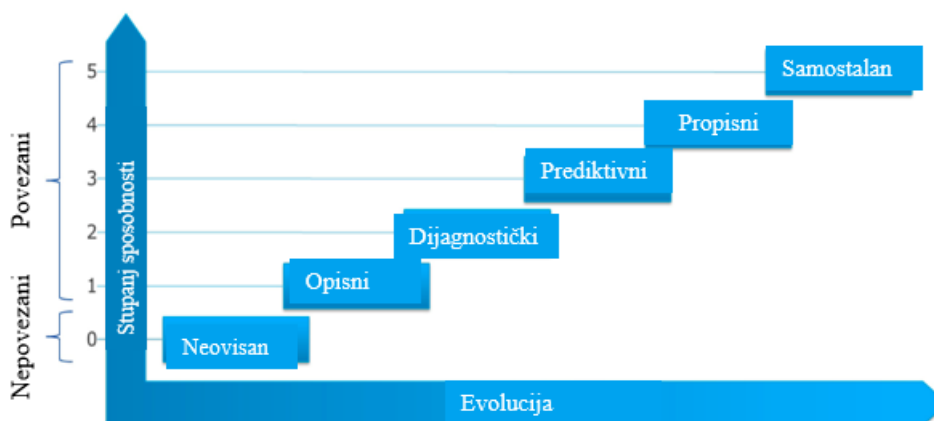 Samostalan
5
Propisni
4
Prediktivni
3
Dijagnostički
2
Opisni
1
Neovisan
0
Povezani
Nepovezani
Stupanj sposobnosti
Evolucija